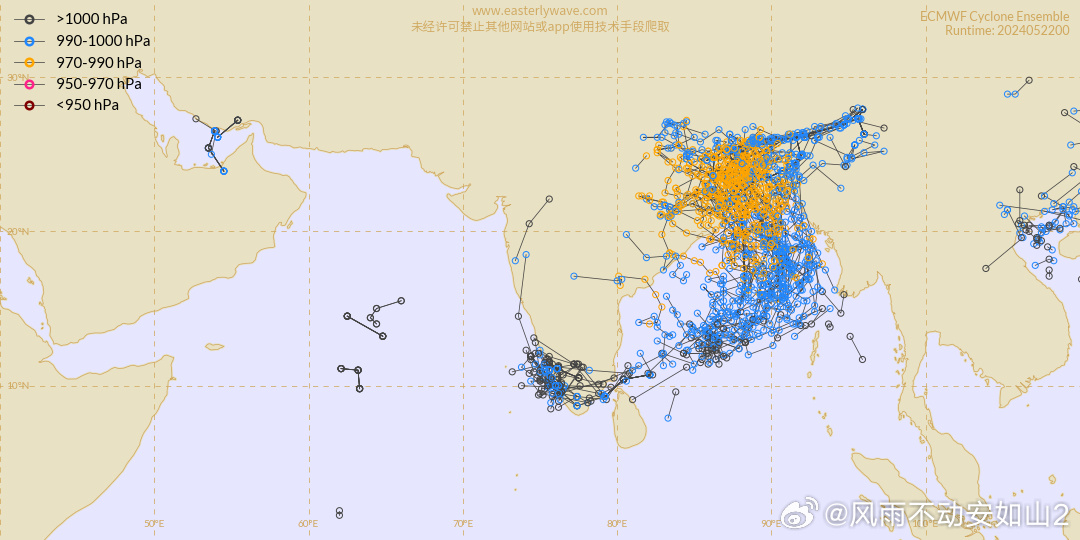 www.easterlywave.com
未经许可禁止其他网站或app使用技术手段爬取
ECMWF Cyclone Ensemble
Runtime: 2024052200
>1000 hPa
990-1000 hPa
970-990 hPa
950-970 hPa
<950 hPa
30°N
20°N
10°N
50°E
60°E
70°E
80°E
90°E
100°E
@风雨不动安如山2